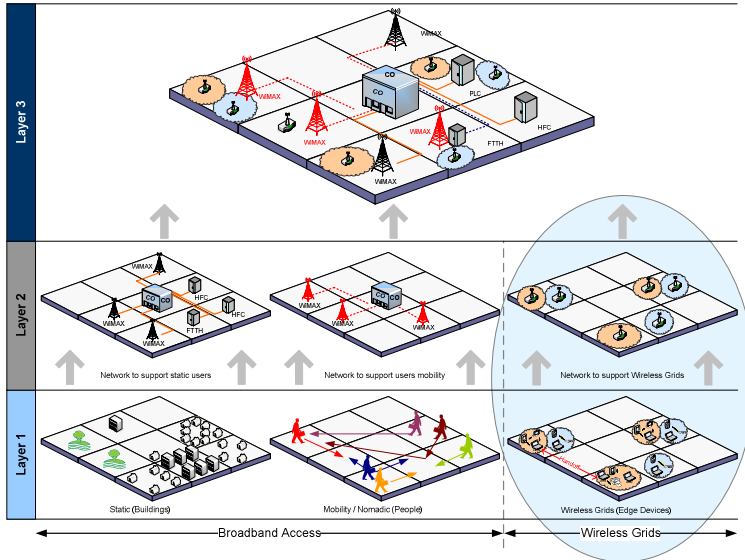 Layer 3
WiMAX
WiMAX
CO
CO
PLC
WiMAX
WiMAX
HFC
WiMAX
FTTH
WiMAX
Layer 2
WiMAX
HFC
CO
CO
HFC
WiMAX
FTTH
WiMAX
Network to support static users
WiMAX
CO
WiMAX
WiMAX
Network to support users mobility
Network to support Wireless Grids
Layer 1
Static (Buildings)
Mobility / Nomadic (People)
Handoff
Wireless Grids (Edge Devices)
Broadband Access
Wireless Grids